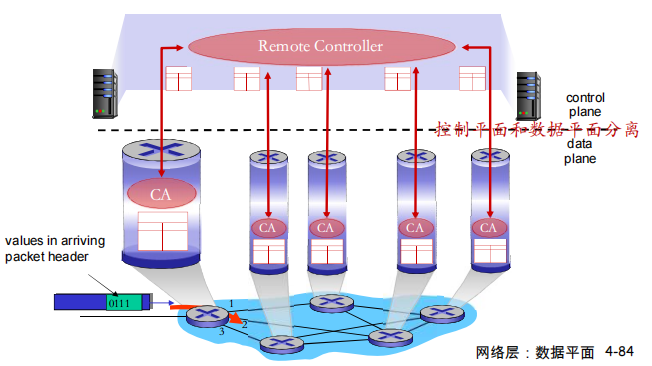 Remote Controller
control
plane
控制平面和数据平面分离
data
plane
CA
CA
CA
CA
CA
values in arriving
packet header
0111
1
2
3
网络层：数据平面 4-84